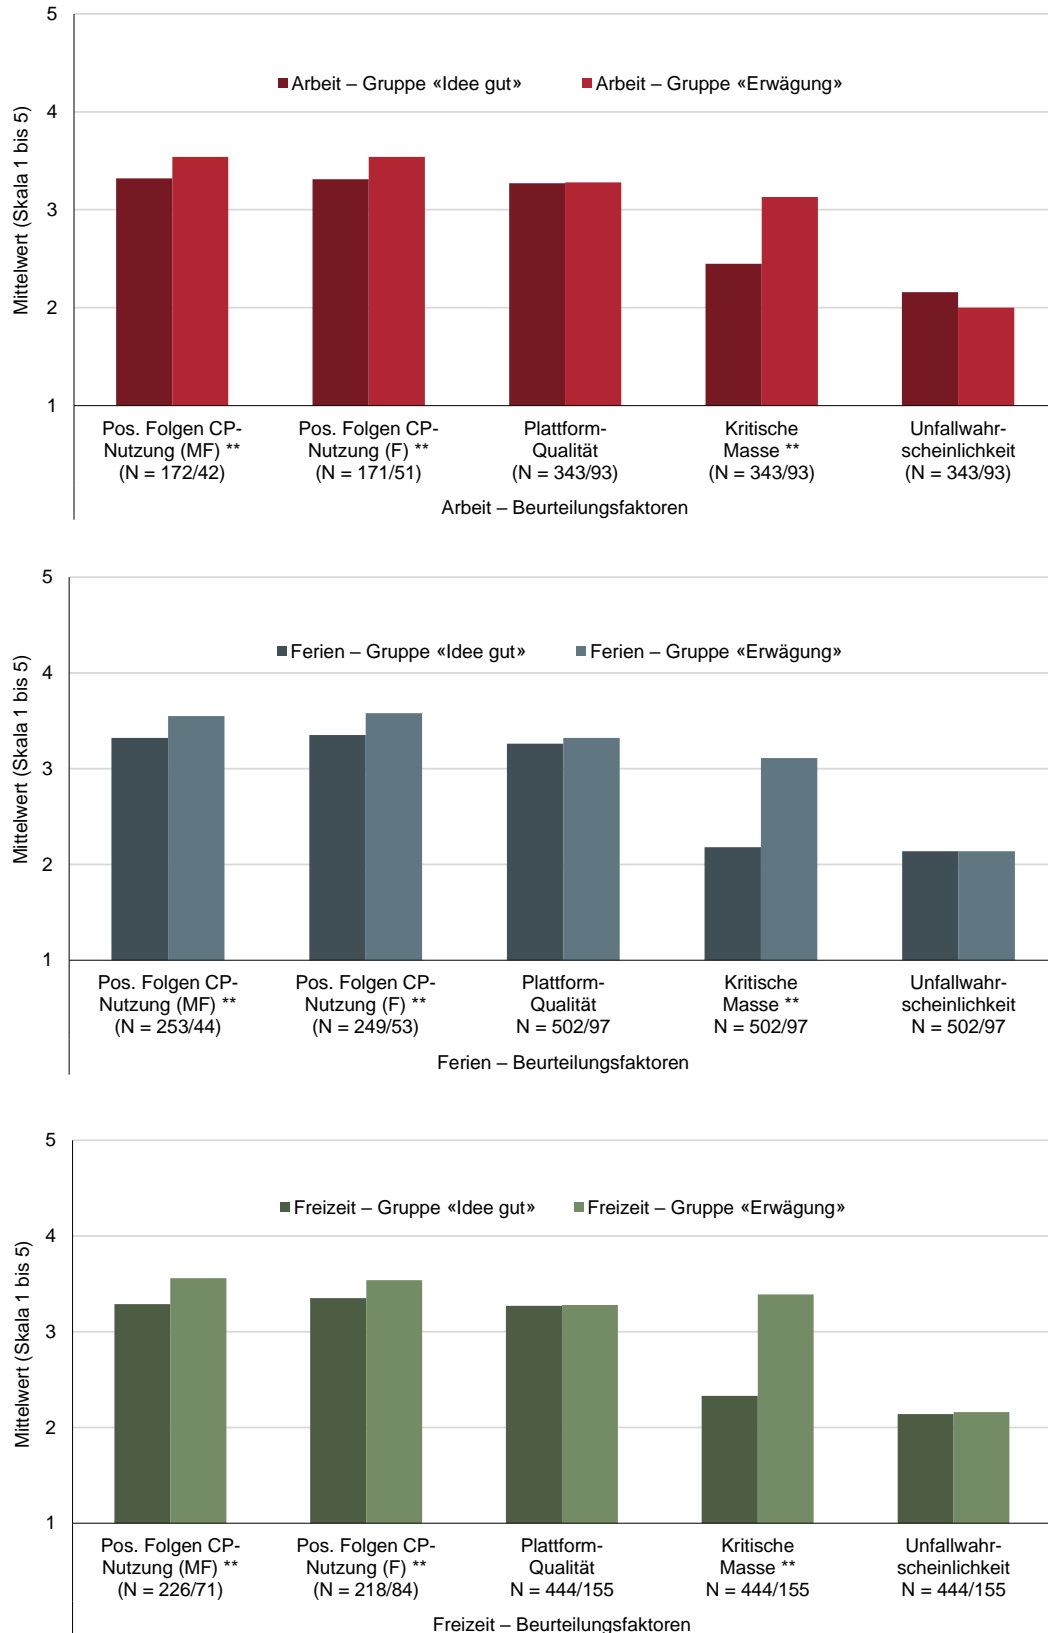 5
Arbeit – Gruppe «Idee gut» Arbeit – Gruppe «Erwägung»
4
3
2
1
Mittelwert (Skala 1 bis 5)
Pos. Folgen CP-
Nutzung (MF) **
(N = 172/42)
Pos. Folgen CP-
Nutzung (F) **
(N = 171/51)
Plattform-
Qualität
(N = 343/93)
Kritische
Masse **
(N = 343/93)
Unfallwahr-
scheinlichkeit
(N = 343/93)
Arbeit – Beurteilungsfaktoren
5
Ferien – Gruppe «Idee gut» Ferien – Gruppe «Erwägung»
4
3
2
1
Mittelwert (Skala 1 bis 5)
Pos. Folgen CP-
Nutzung (MF) **
(N = 253/44)
Pos. Folgen CP-
Nutzung (F) **
(N = 249/53)
Plattform-
Qualität
N = 502/97
Kritische
Masse **
N = 502/97
Unfallwahr-
scheinlichkeit
N = 502/97
Ferien – Beurteilungsfaktoren
5
Freizeit – Gruppe «Idee gut» Freizeit – Gruppe «Erwägung»
4
3
2
1
Mittelwert (Skala 1 bis 5)
Pos. Folgen CP-
Nutzung (MF) **
(N = 226/71)
Pos. Folgen CP-
Nutzung (F) **
(N = 218/84)
Plattform-
Qualität
N = 444/155
Kritische
Masse **
N = 444/155
Unfallwahr-
scheinlichkeit
N = 444/155
Freizeit – Beurteilungsfaktoren